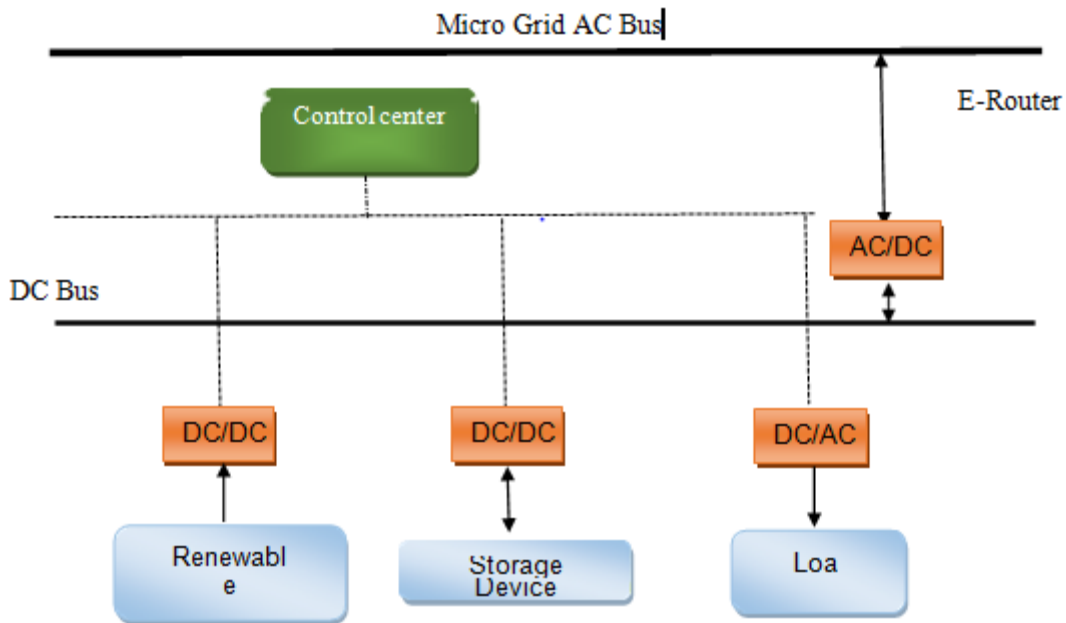 Micro Grid AC Bus
E-Router
Control center
AC/DC
DC Bus
DC/DC
DC/DC
DC/AC
Renewabl
e
Storage
Device
Loa